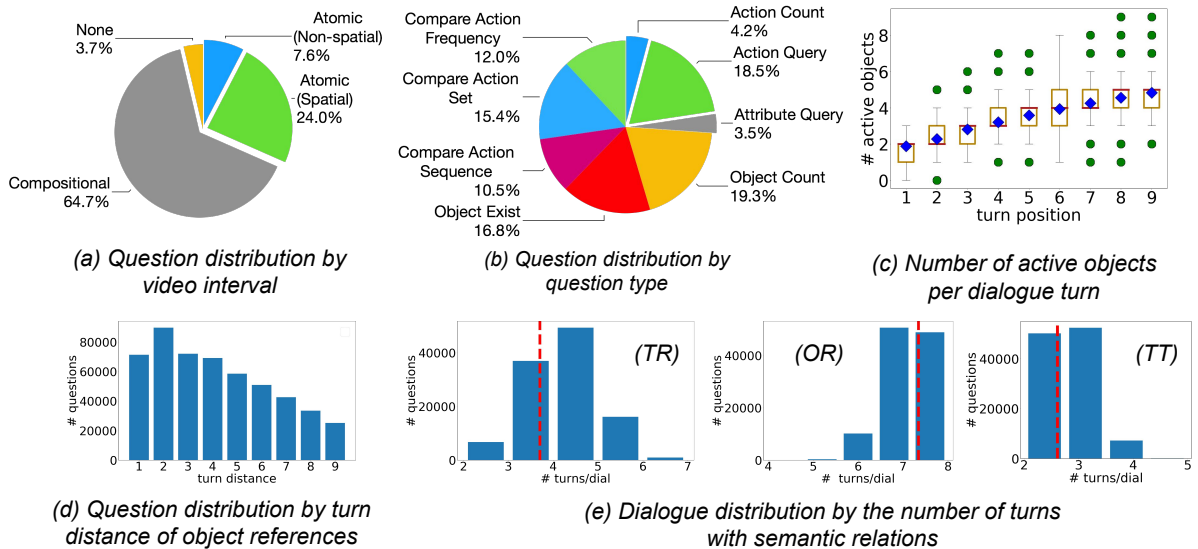 None
3.7%
Atomic
(Non-spatial)
7.6%
Atomic
(Spatial)
24.0%
Compositional
64.7%
(a) Question distribution by
video interval
Compare Action
Frequency
12.0%
Compare Action
Set
15.4%
Compare Action
Sequence
10.5%
Object Exist
16.8%
Action Count
4.2%
Action Query
18.5%
Attribute Query
3.5%
Object Count
19.3%
(b) Question distribution by
question type
# active objects
8
6
4
2
0
1 2 3 4 5 6 7 8 9
turn position
(c) Number of active objects
per dialogue turn
# questions
80000
60000
40000
20000
0
1 2 3 4 5 6 7 8 9
turn distance
(d) Question distribution by turn
distance of object references
# questions
40000
20000
0
2 3 4 5 6 7
# turns/dial
(TR)
# questions
40000
20000
0
4 5 6 7 8
# turns/dial
(OR)
# questions
40000
20000
0
2 3 4 5
# turns/dial
(TT)
(e) Dialogue distribution by the number of turns
with semantic relations